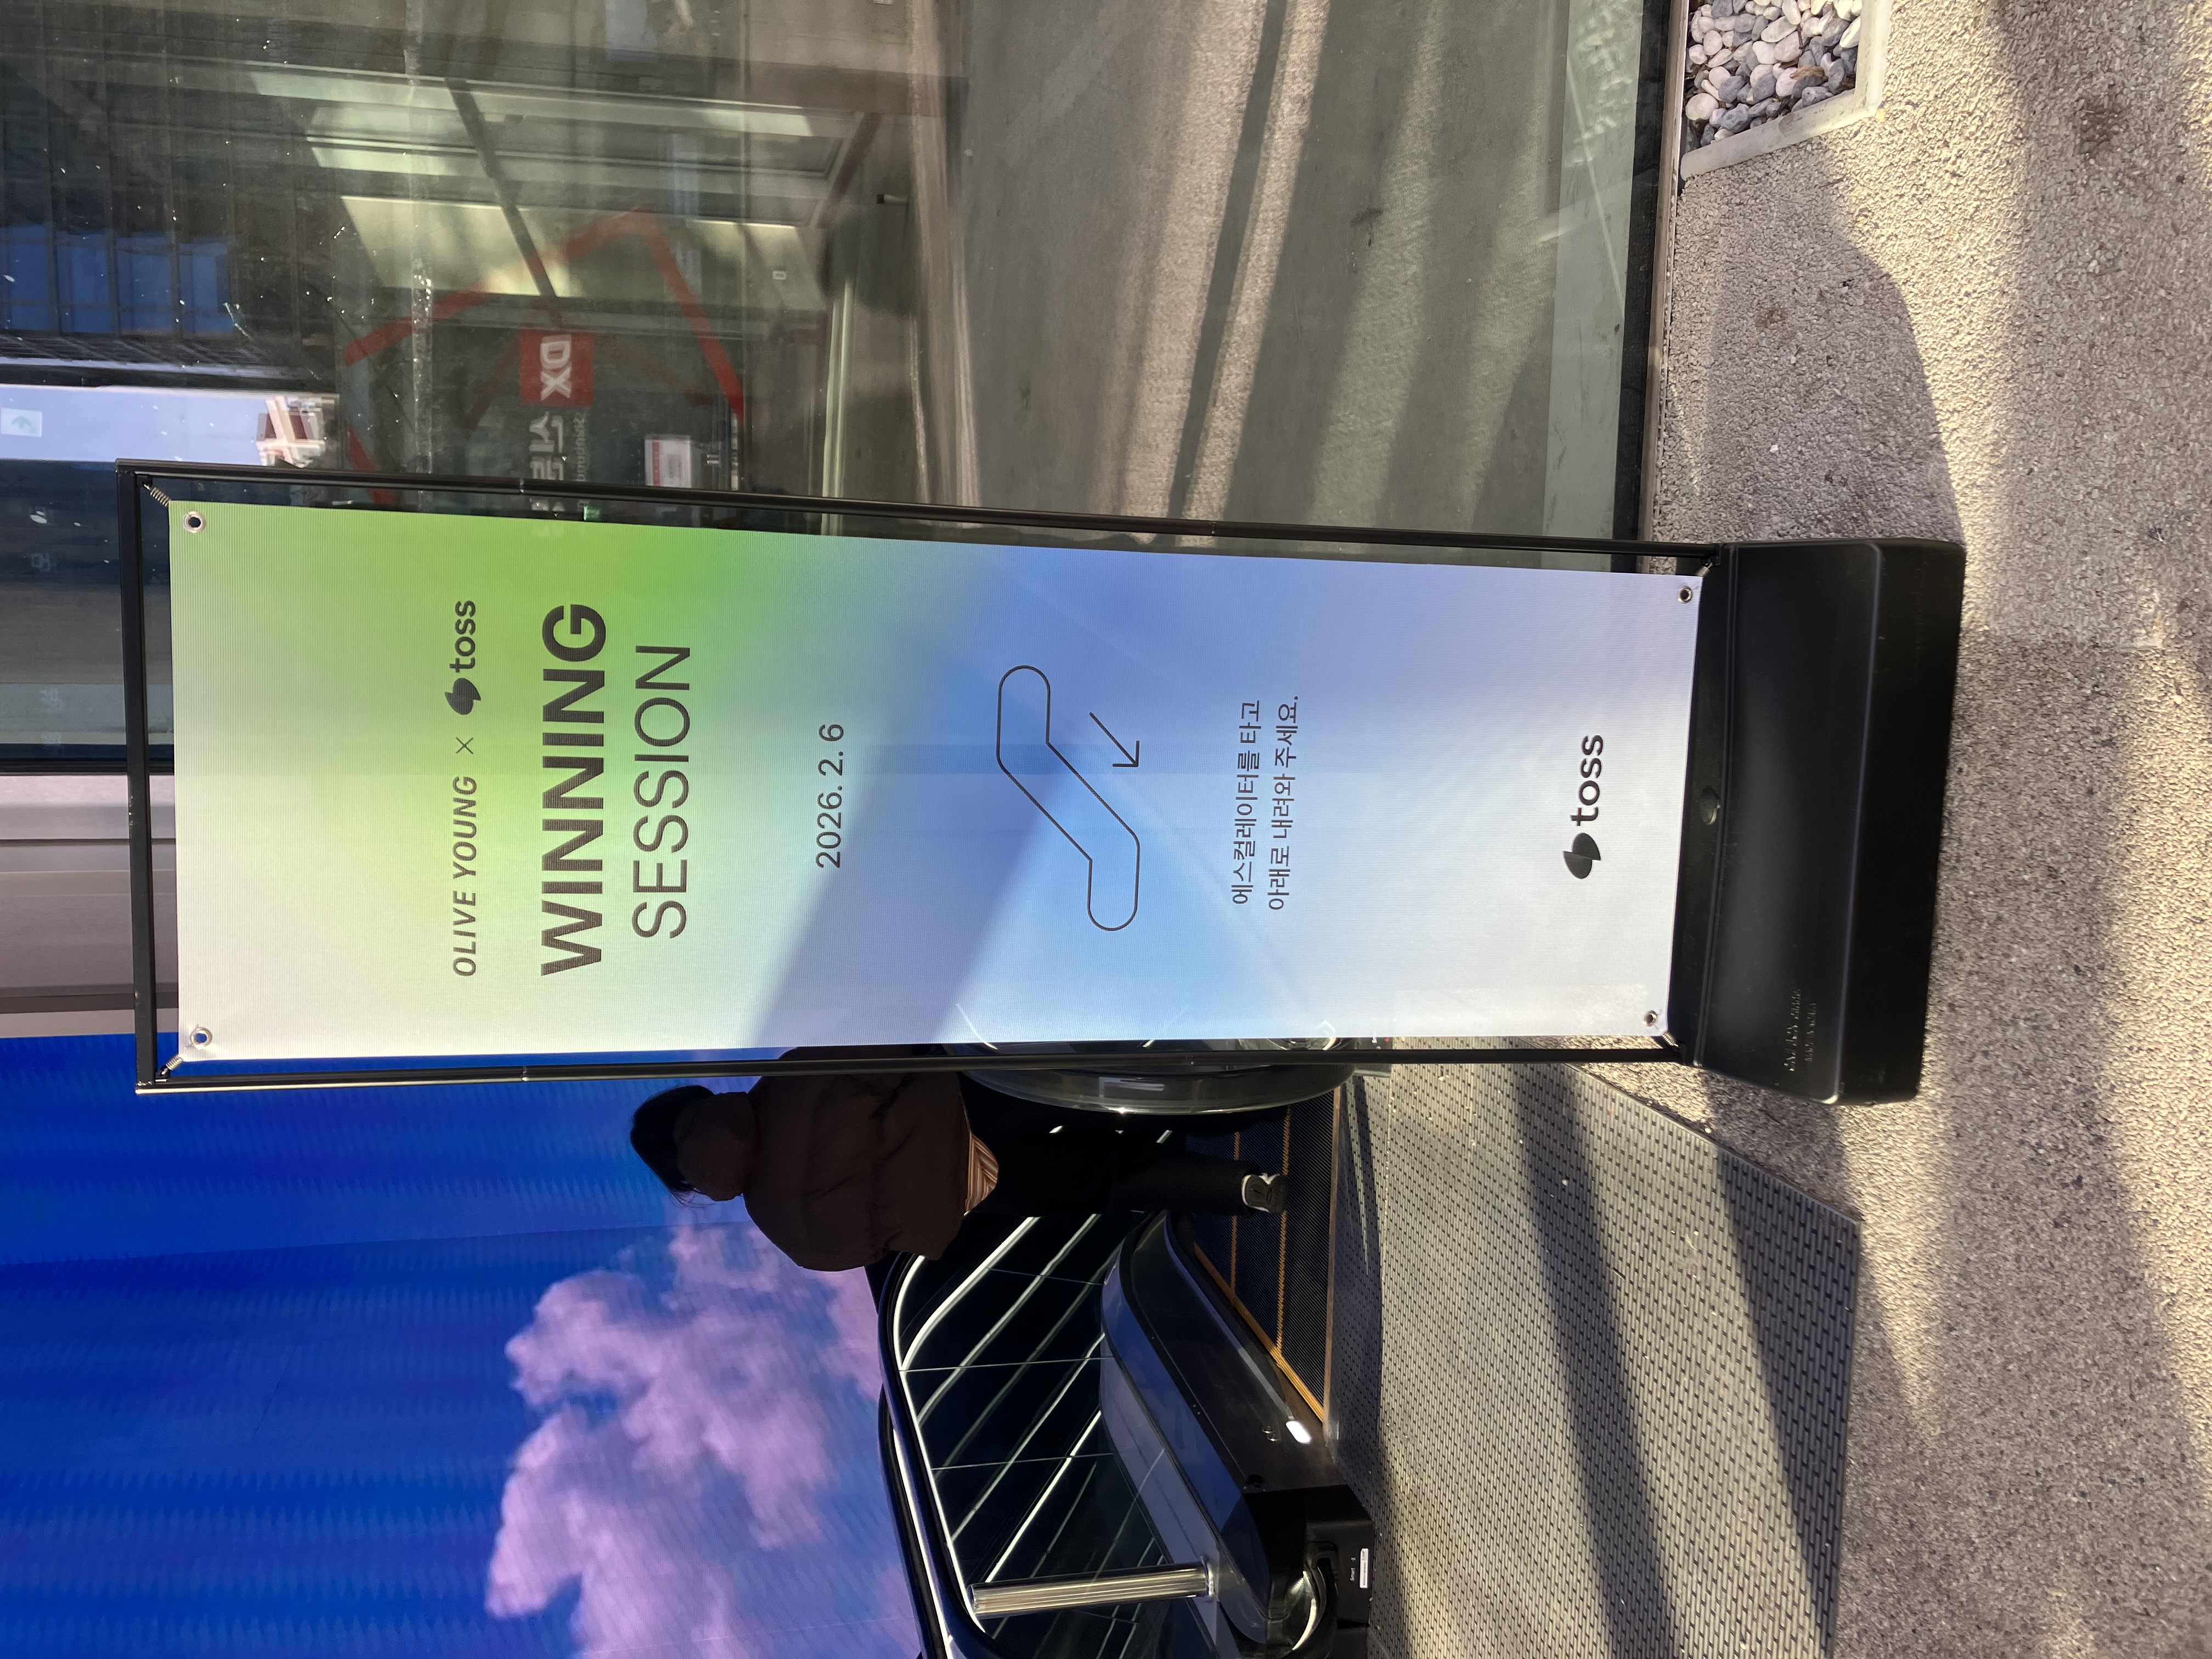 OLIVE YOUNG × toss
WINNING
SESSION
2026.2.6
에스컬레이터를 타고
아래로 내려와 주세요.
toss
DX